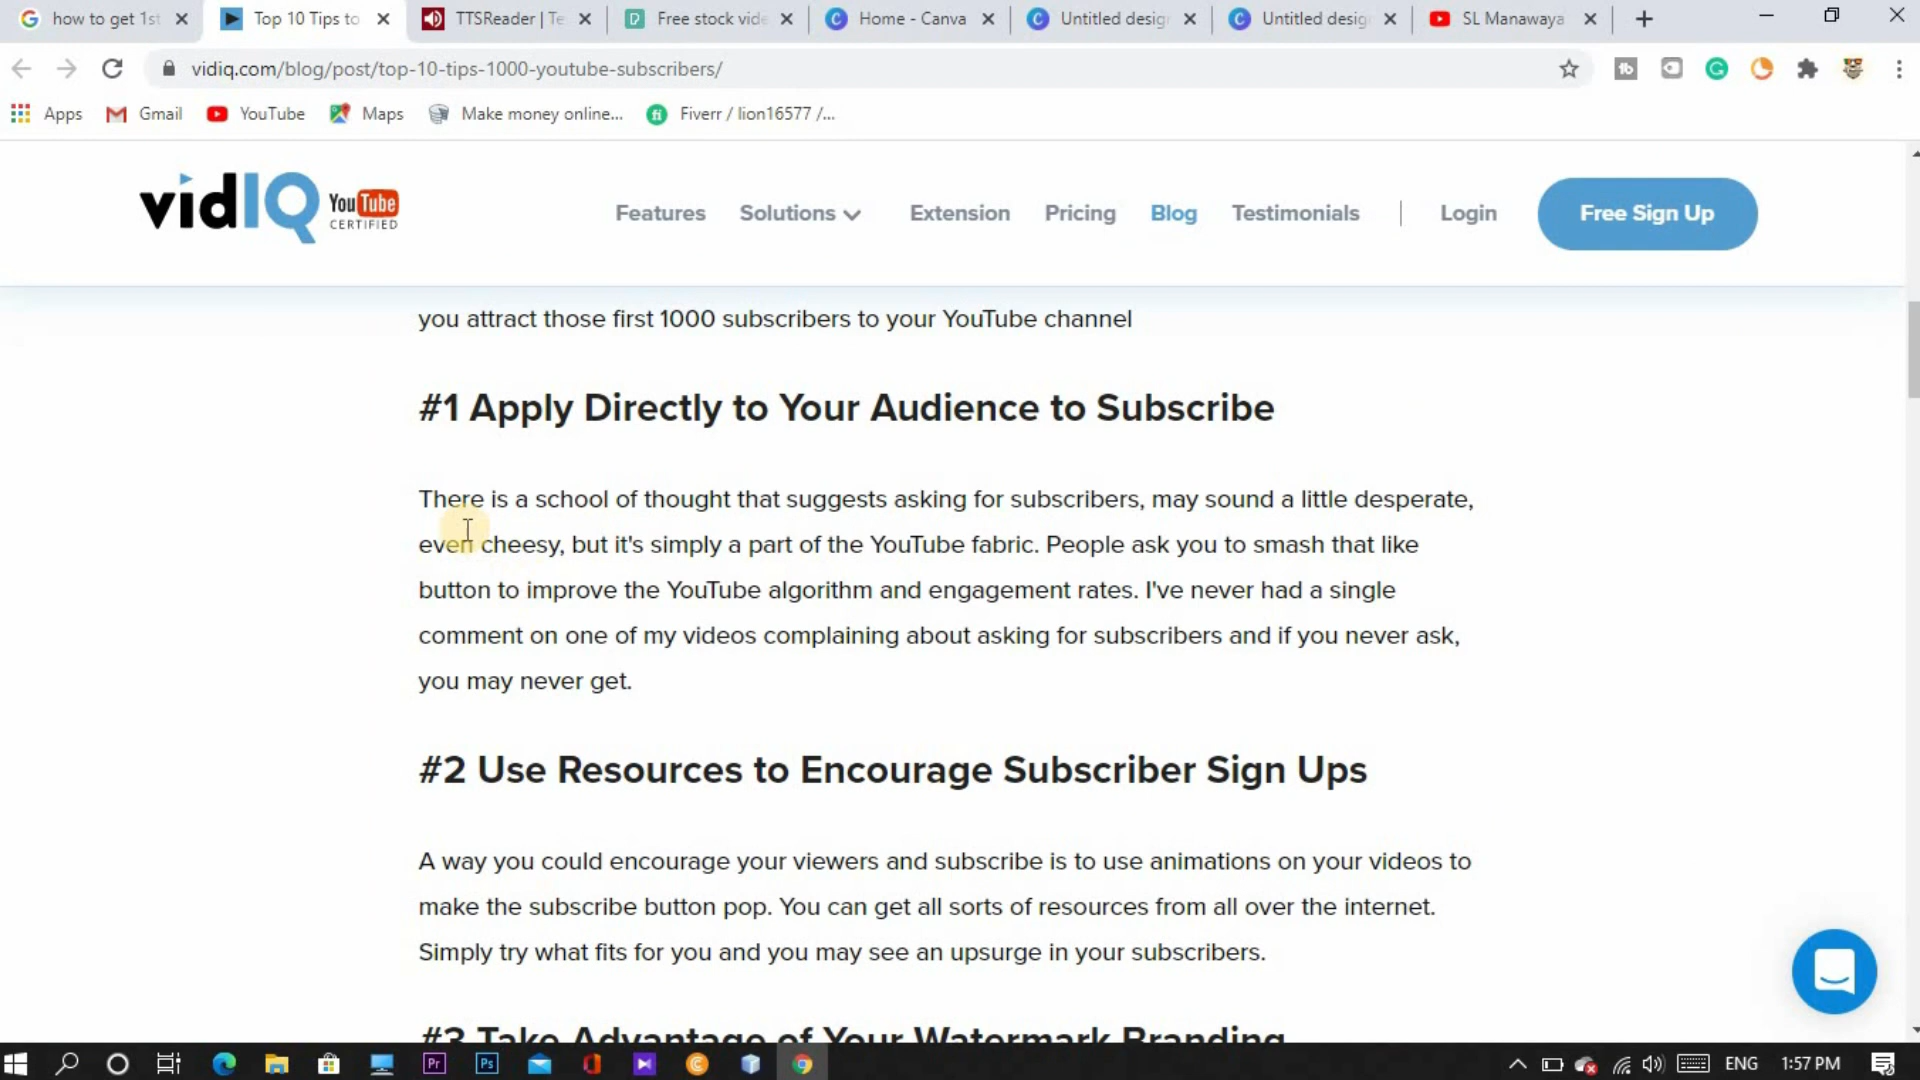 how to get 1st
Top 10 Tips to
TTSReader | Te
Free stock vide
Home - Canva
Untitled desig
Untitled desig
SL Manawaya
vidiq.com/blog/post/top-10-tips-1000-youtube-subscribers/
Apps
Gmail
YouTube
Maps
Make money online...
Fiverr / lion16577 /...
vidIQ YouTube CERTIFIED
Features
Solutions
Extension
Pricing
Blog
Testimonials
Login
Free Sign Up
you attract those first 1000 subscribers to your YouTube channel
#1 Apply Directly to Your Audience to Subscribe
There is a school of thought that suggests asking for subscribers, may sound a little desperate,
even cheesy, but it's simply a part of the YouTube fabric. People ask you to smash that like
button to improve the YouTube algorithm and engagement rates. I've never had a single
comment on one of my videos complaining about asking for subscribers and if you never ask,
you may never get.
#2 Use Resources to Encourage Subscriber Sign Ups
A way you could encourage your viewers and subscribe is to use animations on your videos to
make the subscribe button pop. You can get all sorts of resources from all over the internet.
Simply try what fits for you and you may see an upsurge in your subscribers.
#3 Take Advantage of Your Watermark Branding
Pr
Ps
ENG
1:57 PM